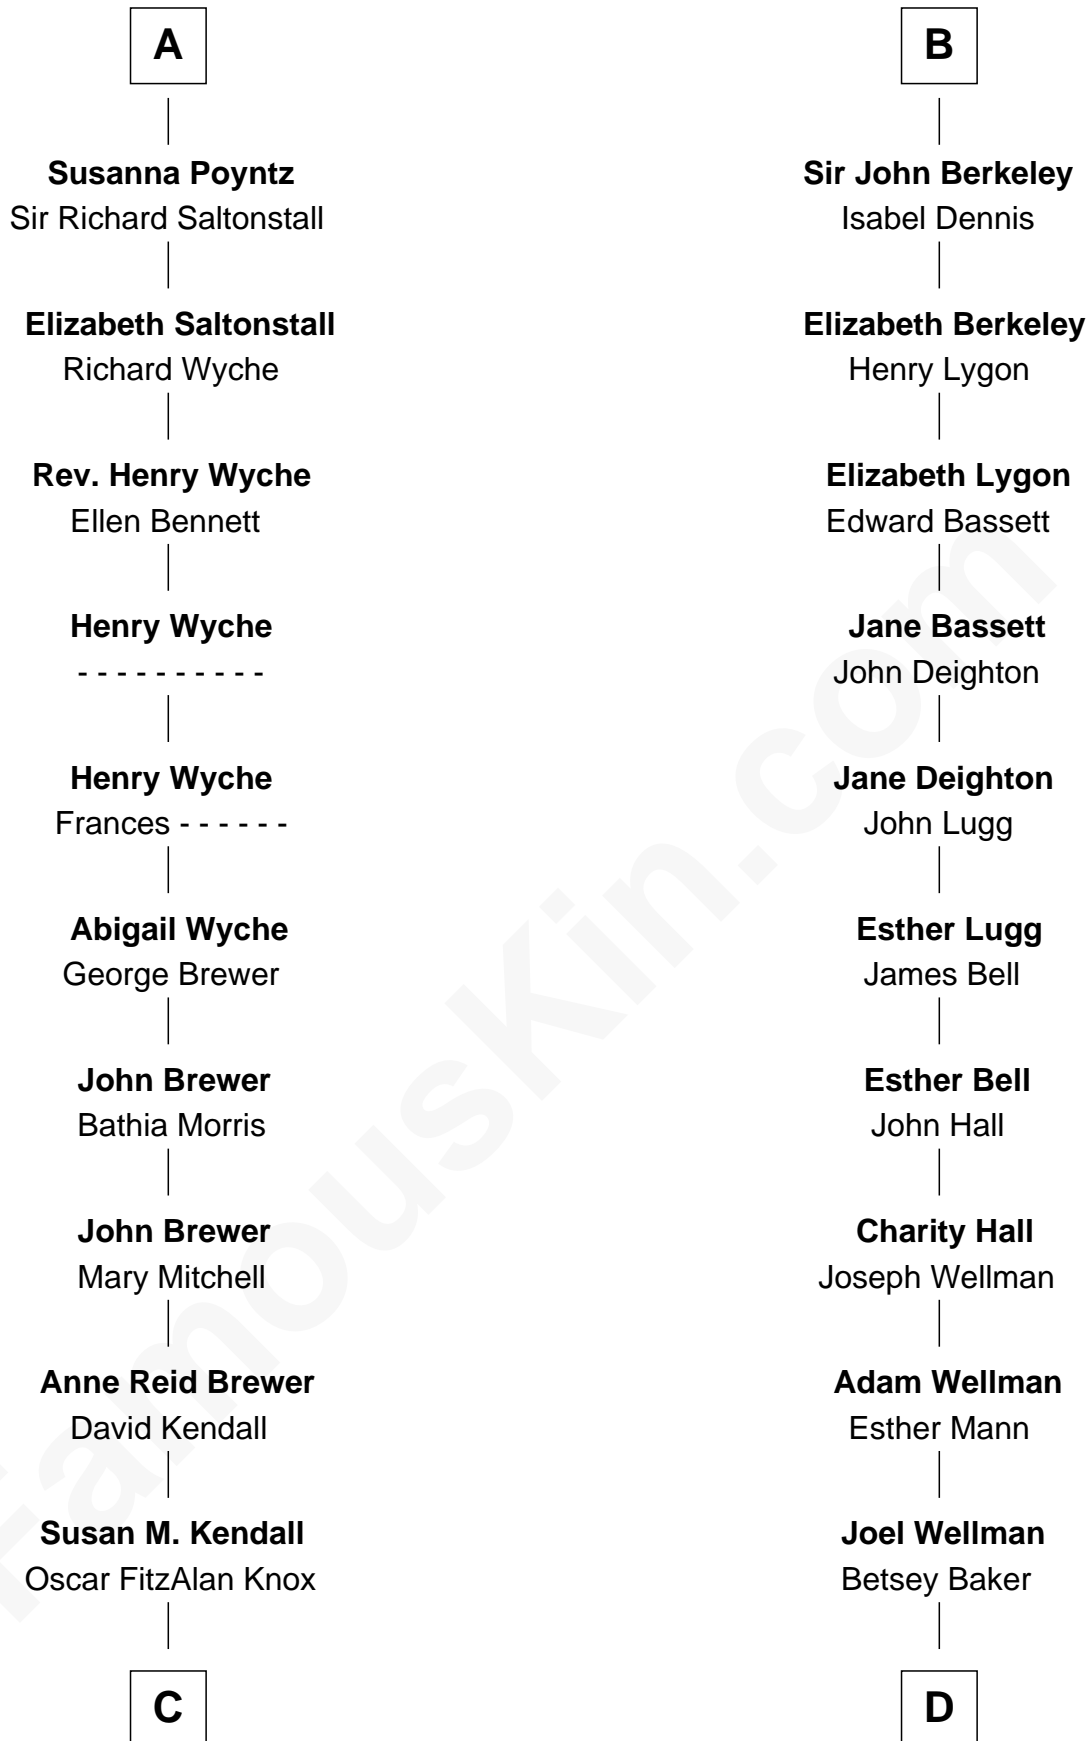 A
Susanna Poyntz
Sir Richard Saltonstall
Elizabeth Saltonstall
Richard Wyche
Rev. Henry Wyche
Ellen Bennett
Henry Wyche
- - - - - - - - - -
Henry Wyche
Frances - - - - - -
Abigail Wyche
George Brewer
John Brewer
Bathia Morris
John Brewer
Mary Mitchell
Anne Reid Brewer
David Kendall
Susan M. Kendall
Oscar FitzAlan Knox
C
B
Sir John Berkeley
Isabel Dennis
Elizabeth Berkeley
Henry Lygon
Elizabeth Lygon
Edward Bassett
Jane Bassett
John Deighton
Jane Deighton
John Lugg
Esther Lugg
James Bell
Esther Bell
John Hall
Charity Hall
Joseph Wellman
Adam Wellman
Esther Mann
Joel Wellman
Betsey Baker
D
FamousKin.com